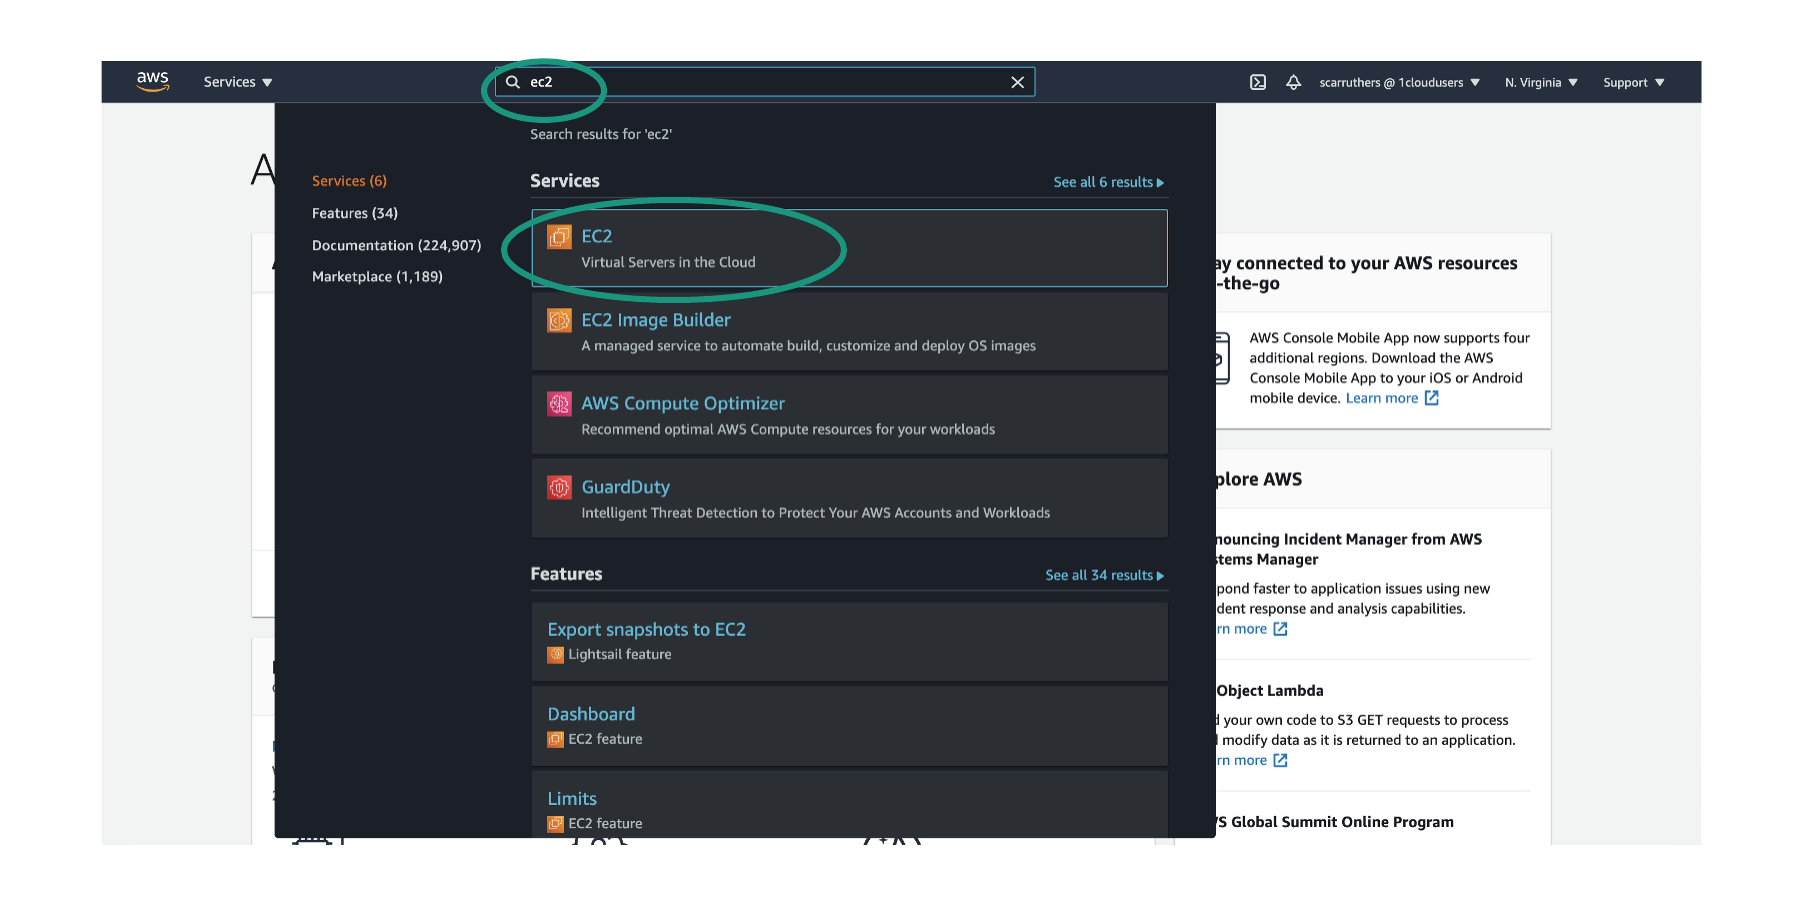 aws
Services
ec2
scarruthers @ 1cloudusers
N. Virginia
Support
Search results for 'ec2'
A
Services (6)
Features (34)
Documentation (224,907)
Marketplace (1,189)
Services
See all 6 results
EC2
Virtual Servers in the Cloud
EC2 Image Builder
A managed service to automate build, customize and deploy OS images
AWS Compute Optimizer
Recommend optimal AWS Compute resources for your workloads
GuardDuty
Intelligent Threat Detection to Protect Your AWS Accounts and Workloads
Features
See all 34 results
Export snapshots to EC2
Lightsail feature
Dashboard
EC2 feature
Limits
EC2 feature
ay connected to your AWS resources
-the-go
AWS Console Mobile App now supports four
additional regions. Download the AWS
Console Mobile App to your iOS or Android
mobile device. Learn more
plore AWS
nouncing Incident Manager from AWS
tems Manager
pond faster to application issues using new
dent response and analysis capabilities.
rn more
Object Lambda
d your own code to S3 GET requests to process
modify data as it is returned to an application.
rn more
S Global Summit Online Program